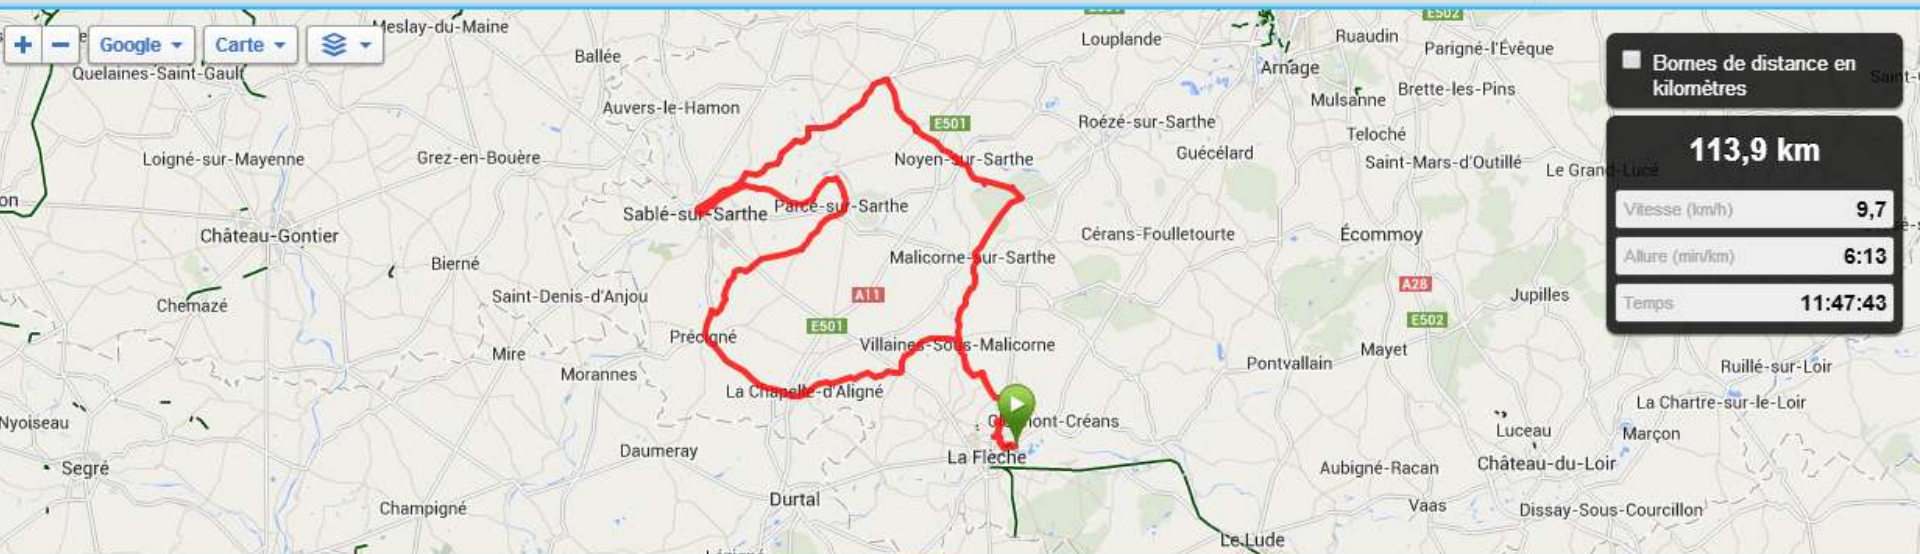 Meslay-du-Maine
Louplande
E502
Ruaudin
Parigné-l'Évêque
Google
Carte
Ballée
Quelaines-Saint-Gault
Arnage
Bornes de distance en
kilomètres
Auvers-le-Hamon
Mulsanne
Brette-les-Pins
E501
Roézé-sur-Sarthe
Teloché
113,9 km
Loigné-sur-Mayenne
Grez-en-Bouère
Noyen-sur-Sarthe
Guécélard
Saint-Mars-d'Outillé
Le Grand-Lucé
on
Sablé-sur-Sarthe
Parcé-sur-Sarthe
Vitesse (km/h) 9,7
Château-Gontier
Cérans-Foulletourte
Écommoy
Bierné
Malicorne-sur-Sarthe
Allure (min/km) 6:13
Chemazé
Saint-Denis-d'Anjou
A11
A28
Jupilles
Temps 11:47:43
E501
E502
Précigné
Villaines-Sous-Malicorne
Mire
Mayet
Morannes
Pontvallain
Ruillé-sur-Loir
La Chapelle-d'Aligné
La Chartre-sur-le-Loir
Nyoiseau
Clermont-Créans
Luceau
Marçon
Daumeray
La Flèche
Segré
Aubigné-Racan
Château-du-Loir
Durtal
Champigné
Vaas
Dissay-Sous-Courcillon
Le Lude